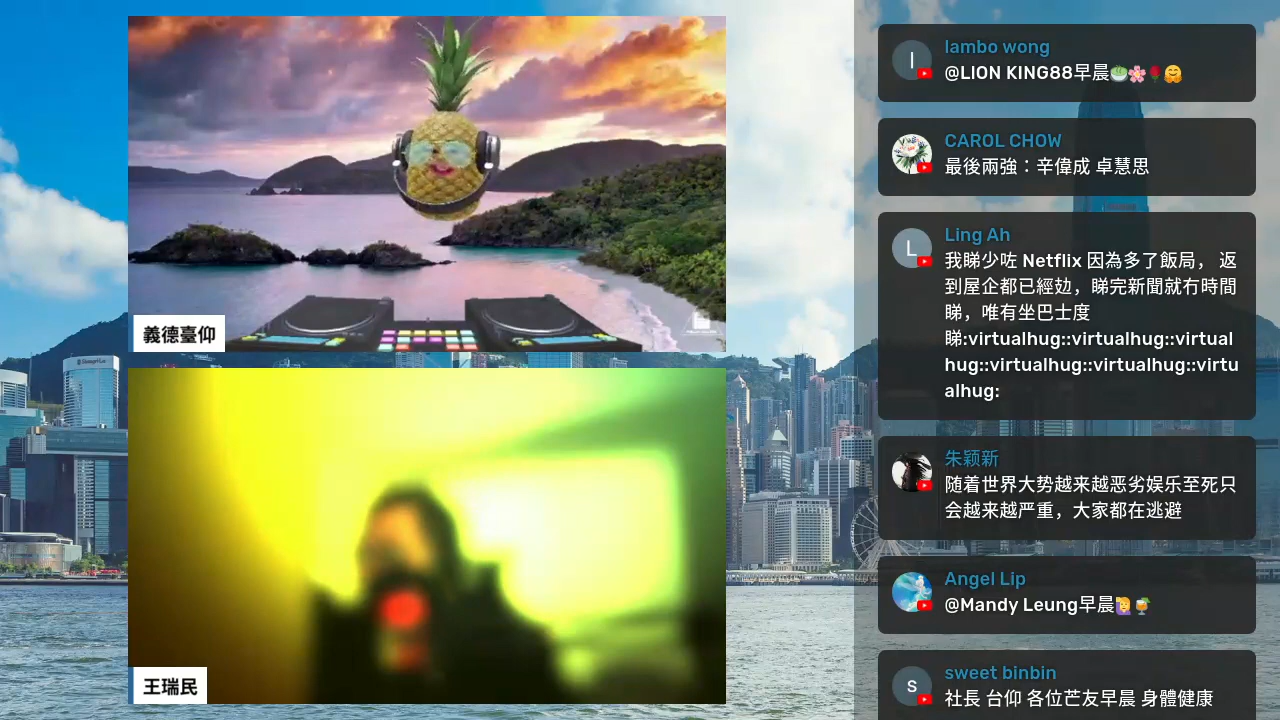 義德臺仰
王瑞民
lambo wong
@LION KING88早晨🍵🌸🌹🤗
CAROL CHOW
最後兩強：辛偉成 卓慧思
Ling Ah
我睇少咗 Netflix 因為多了飯局， 返
到屋企都已經攰，睇完新聞就冇時間
睇，唯有坐巴士度
睇:virtualhug::virtualhug::virtual
hug::virtualhug::virtualhug::virtu
alhug:
朱颖新
随着世界大势越来越恶劣娱乐至死只
会越来越严重，大家都在逃避
Angel Lip
@Mandy Leung早晨🙋🍹
sweet binbin
社長 台仰 各位芒友早晨 身體健康